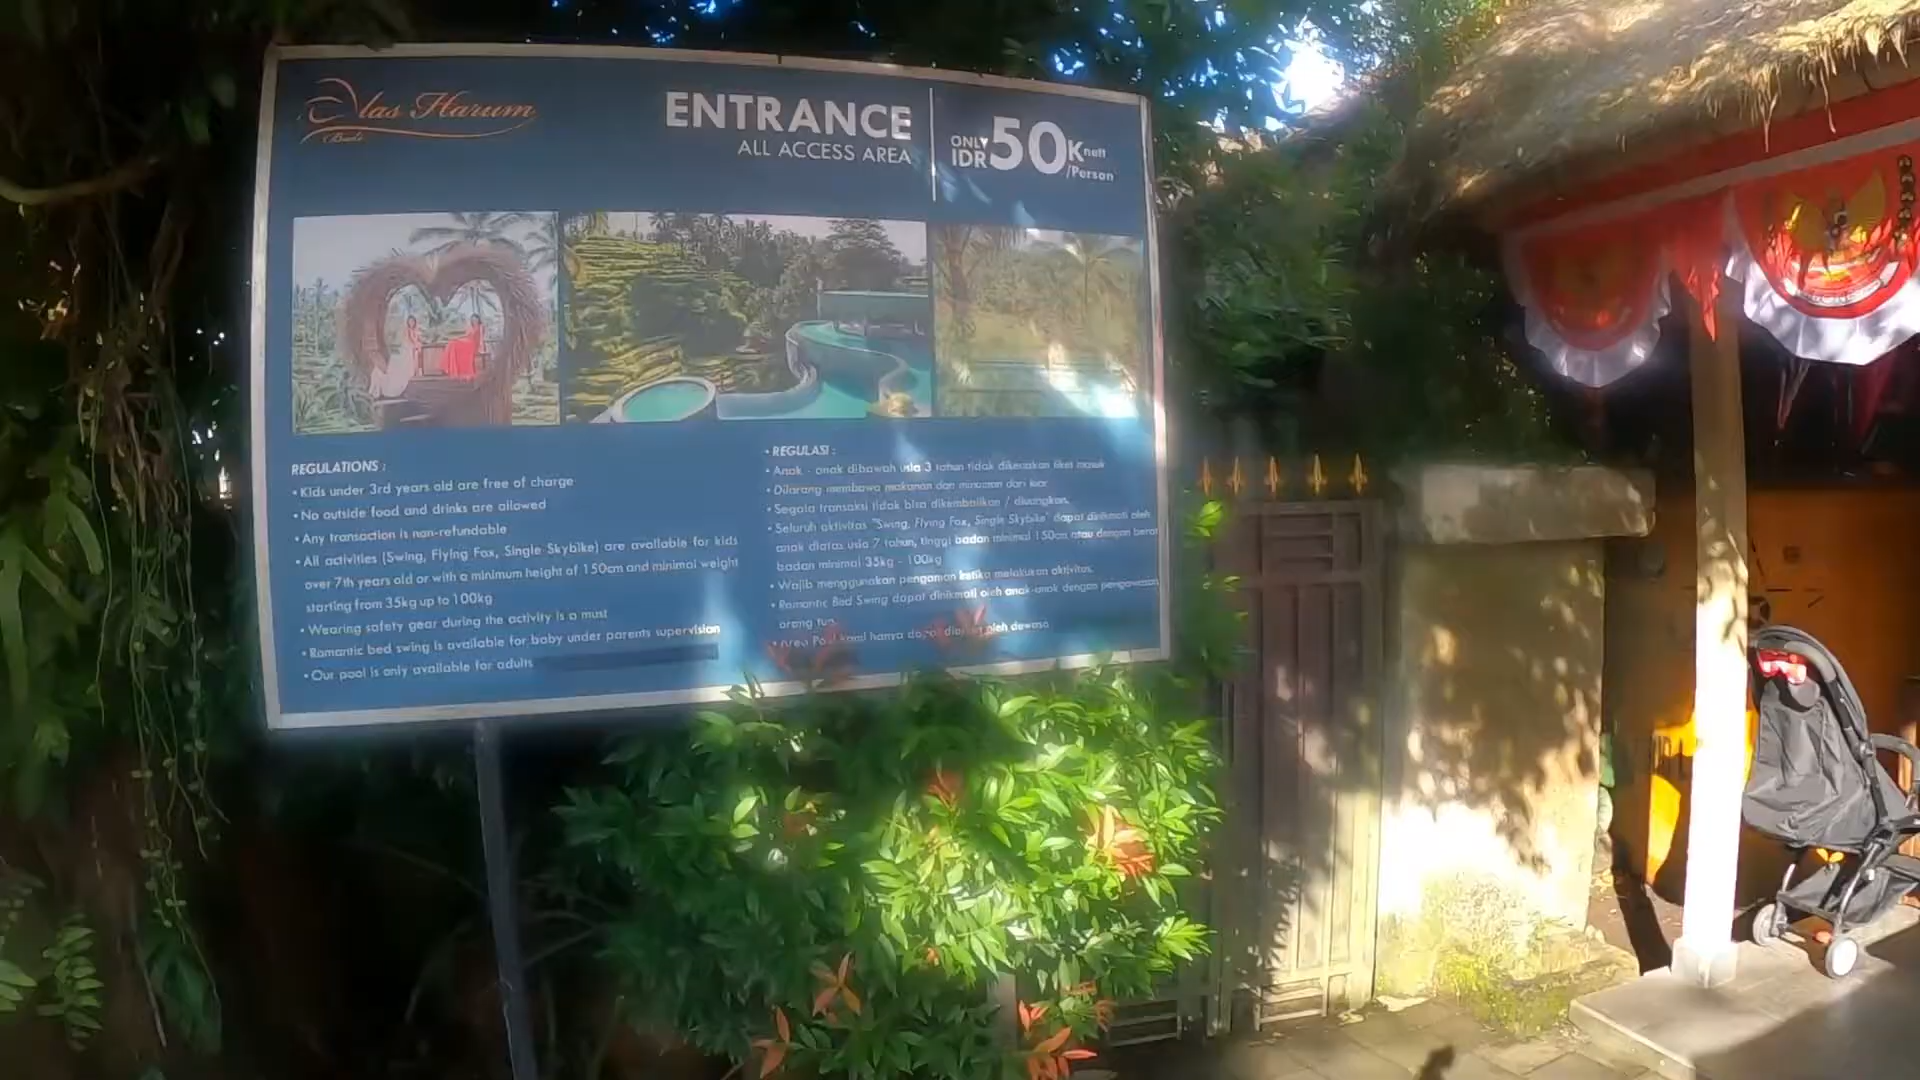 Alas Harum
Bali
ENTRANCE
ALL ACCESS AREA
ONLY
IDR 50K nett
/Person
REGULATIONS :
• Kids under 3rd years old are free of charge
• No outside food and drinks are allowed
• Any transaction is non-refundable
• All activities (Swing, Flying Fox, Single Skybike) are available for kids
over 7th years old or with a minimum height of 150cm and minimal weight
starting from 35kg up to 100kg
• Wearing safety gear during the activity is a must
• Romantic bed swing is available for baby under parents supervision
• Our pool is only available for adults
• REGULASI :
• Anak - anak dibawah usia 3 tahun tidak dikenakan tiket masuk
• Dilarang membawa makanan dan minuman dari luar
• Segala transaksi tidak bisa dikembalikan / diuangkan.
• Seluruh aktivitas "Swing, Flying Fox, Single Skybike" dapat dinikmati oleh
anak diatas usia 7 tahun, tinggi badan minimal 150cm atau dengan berat
badan minimal 35kg - 100kg
• Wajib menggunakan pengaman ketika melakukan aktivitas.
• Romantic Bed Swing dapat dinikmati oleh anak-anak dengan pengawasan
orang tua.
• Area Pool kami hanya dapat oleh dewasa